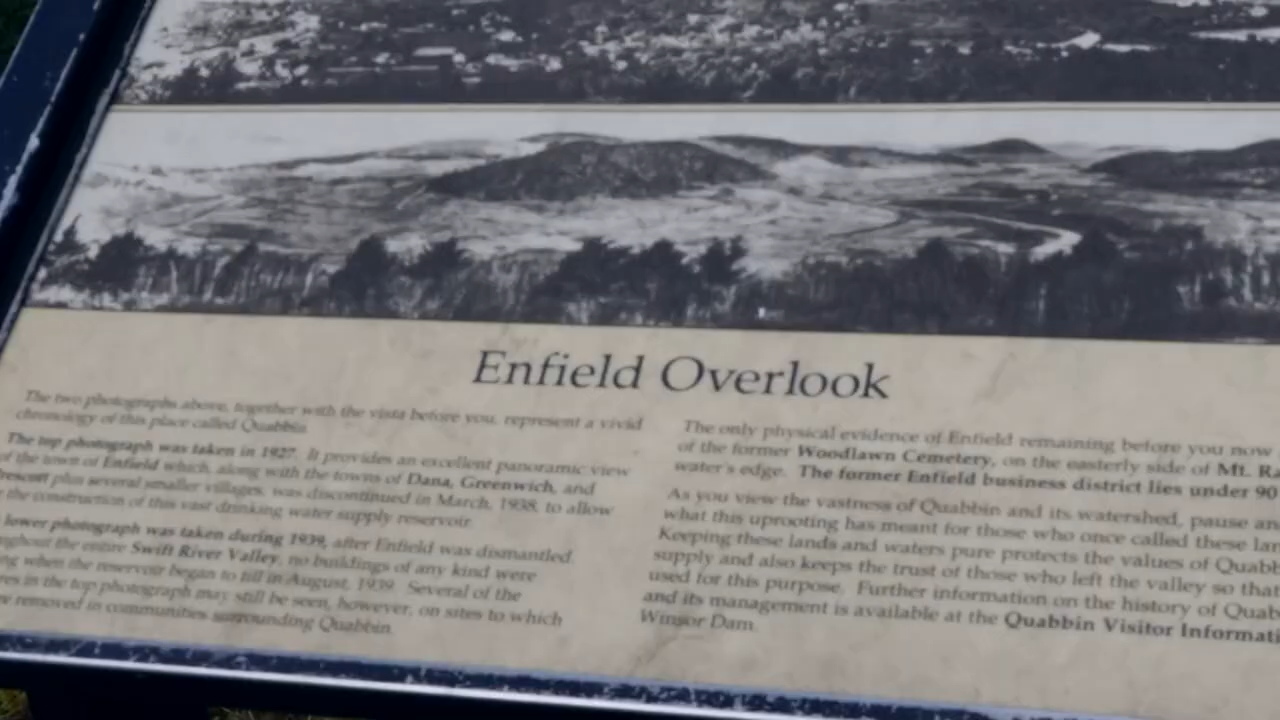 Enfield Overlook
The two photographs above, together with the vista before you, represent a vivid
chronology of this place called Quabbin.
The top photograph was taken in 1927. It provides an excellent panoramic view
of the town of Enfield which, along with the towns of Dana, Greenwich, and
Prescott plus several smaller villages, was discontinued in March, 1938, to allow
the construction of this vast drinking water supply reservoir.
lower photograph was taken during 1939, after Enfield was dismantled.
the entire Swift River Valley, no buildings of any kind were
when the reservoir began to fill in August, 1939. Several of the
in the top photograph may still be seen, however, on sites to which
removed in communities surrounding Quabbin.
The only physical evidence of Enfield remaining before you now
of the former Woodlawn Cemetery, on the easterly side of Mt.
water's edge. The former Enfield business district lies under 90
As you view the vastness of Quabbin and its watershed, pause
what this uprooting has meant for those who once called these
Keeping these lands and waters pure protects the values of
supply and also keeps the trust of those who left the valley so that
used for this purpose. Further information on the history of
and its management is available at the Quabbin Visitor
Winsor Dam.